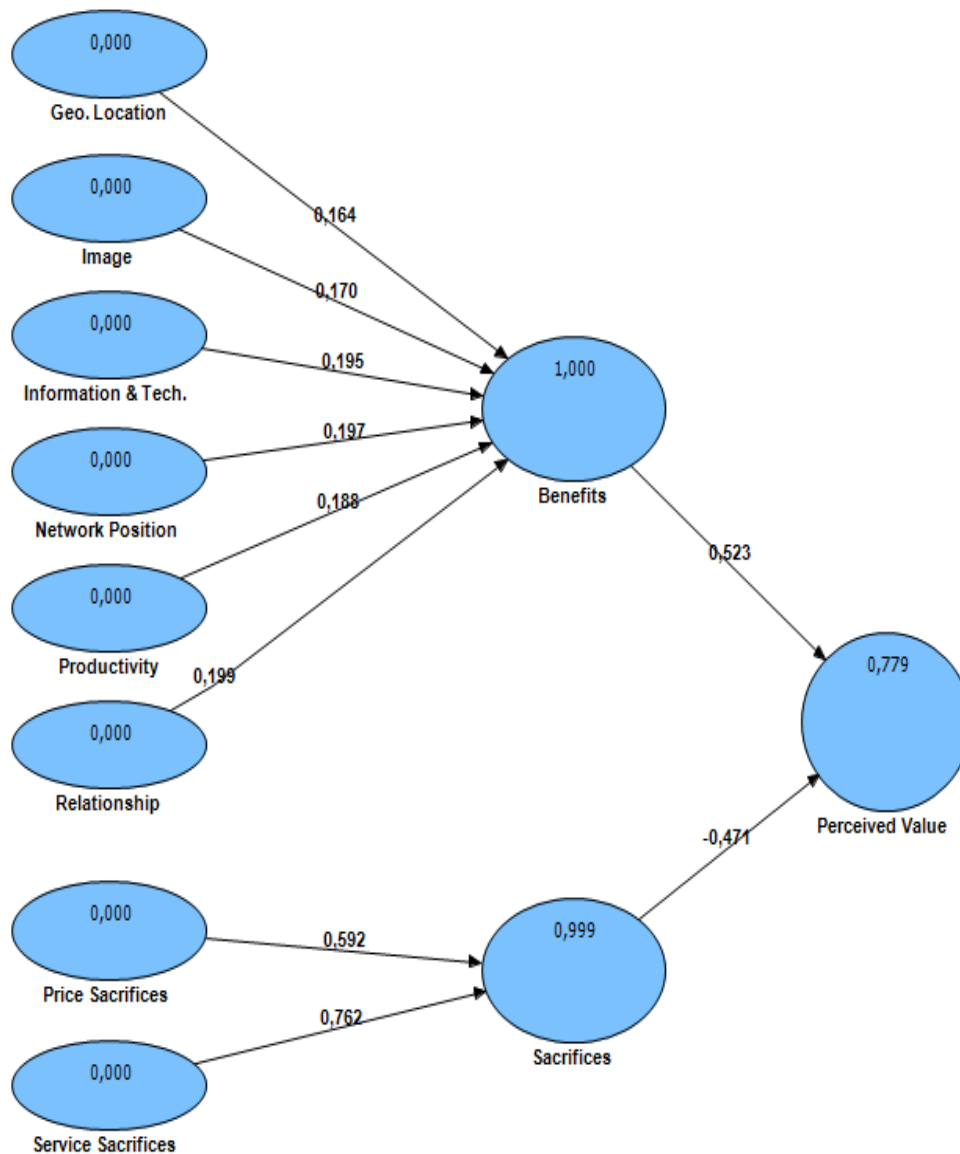 0,000
Geo. Location
0,164
0,000
Image
0,170
0,000
Information & Tech.
0,195
0,000
Network Position
0,197
0,000
Productivity
0,188
0,000
Relationship
0,199
1,000
Benefits
0,523
0,779
Perceived Value
-0,471
0,000
Price Sacrifices
0,592
0,999
Sacrifices
0,762
0,000
Service Sacrifices